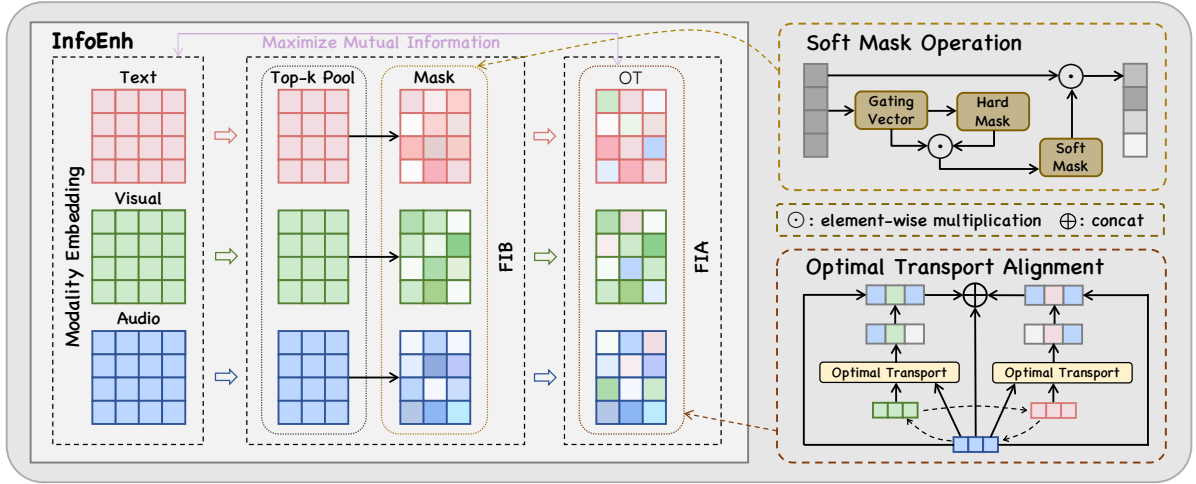 InfoEnh
Maximize Mutual Information
Text
Visual
Audio
Modality Embedding
Top-k Pool
Mask
FIB
OT
FIA
Soft Mask Operation
Gating
Vector
Hard
Mask
Soft
Mask
: element-wise multiplication
: concat
Optimal Transport Alignment
Optimal Transport
Optimal Transport